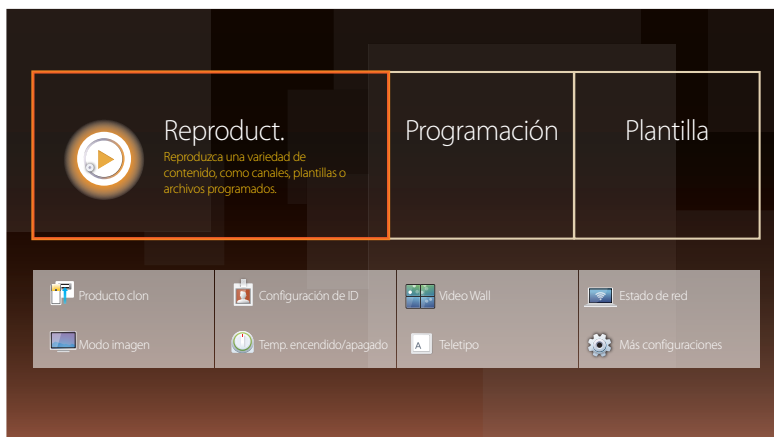 Reproduct.
Reproduzca una variedad de
contenido, como canales, plantillas o
archivos programados.
Programación
Plantilla
Producto clon
Configuración de ID
Video Wall
Estado de red
Modo imagen
Temp. encendido/apagado
A
Teletipo
Más configuraciones